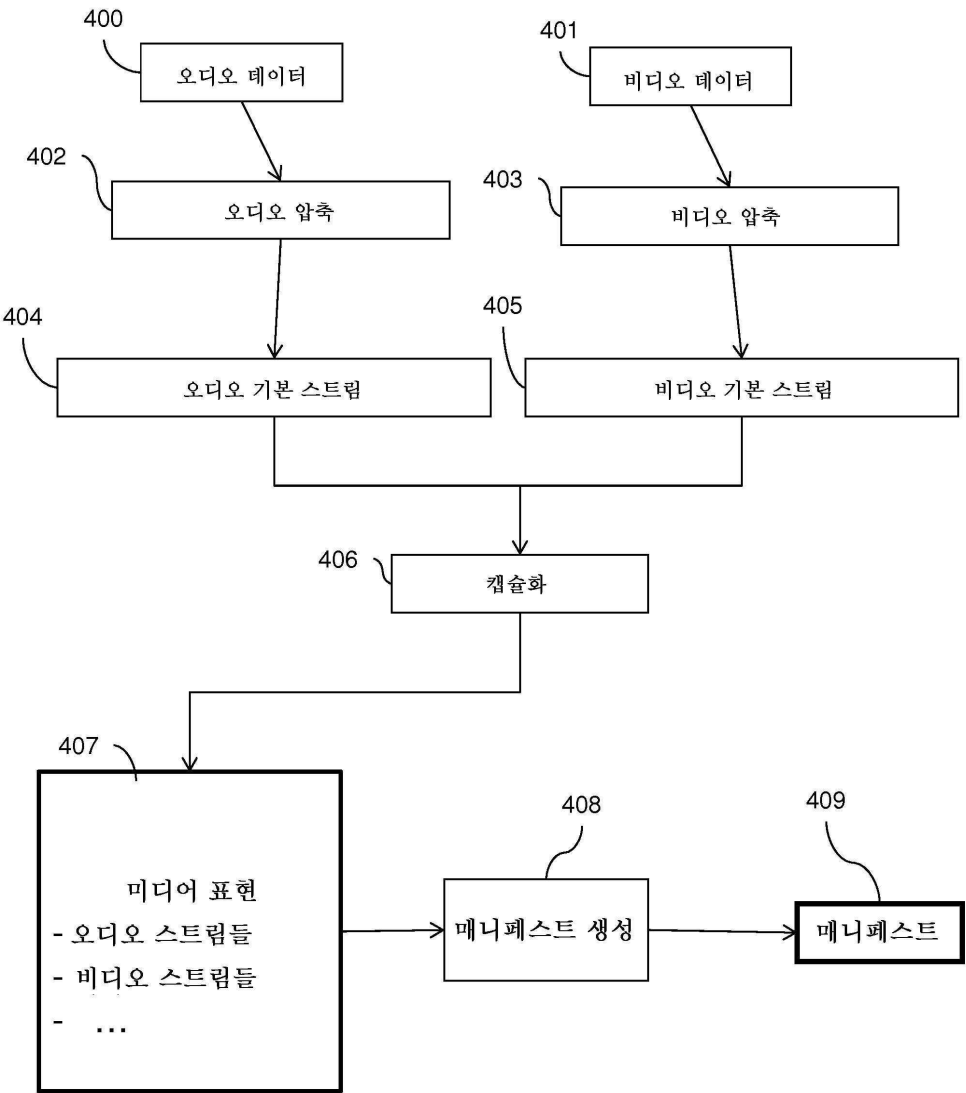 400
401
오디오 데이터
비디오 데이터
402
403
오디오 압축
비디오 압축
404
405
오디오 기본 스트림
비디오 기본 스트림
406
캡슐화
407
408
409
미디어 표현
- 오디오 스트림들
- 비디오 스트림들
- ...
매니페스트 생성
매니페스트